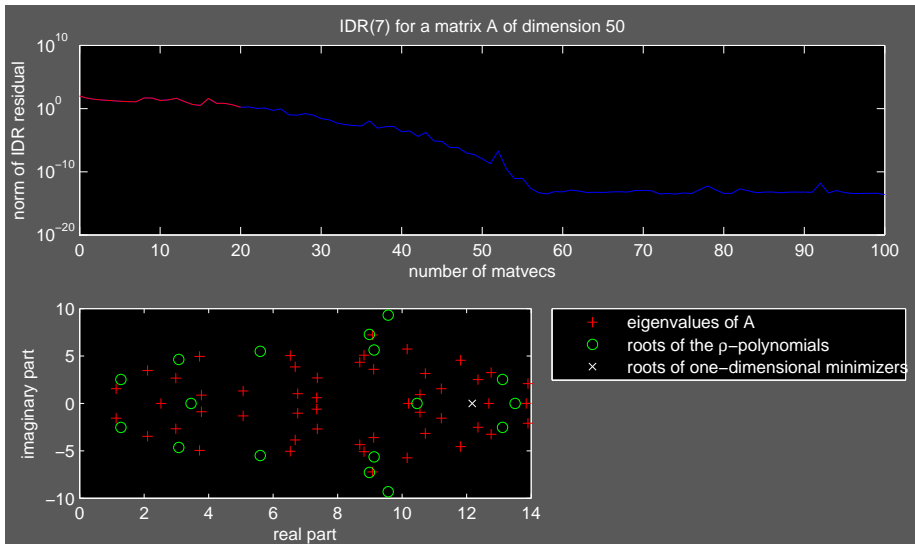 IDR(7) for a matrix A of dimension 50
10^10
10^0
10^-10
10^-20
norm of IDR residual
0 10 20 30 40 50 60 70 80 90 100
number of matvecs
10
5
0
-5
-10
imaginary part
0 2 4 6 8 10 12 14
real part
eigenvalues of A
roots of the ρ-polynomials
roots of one-dimensional minimizers